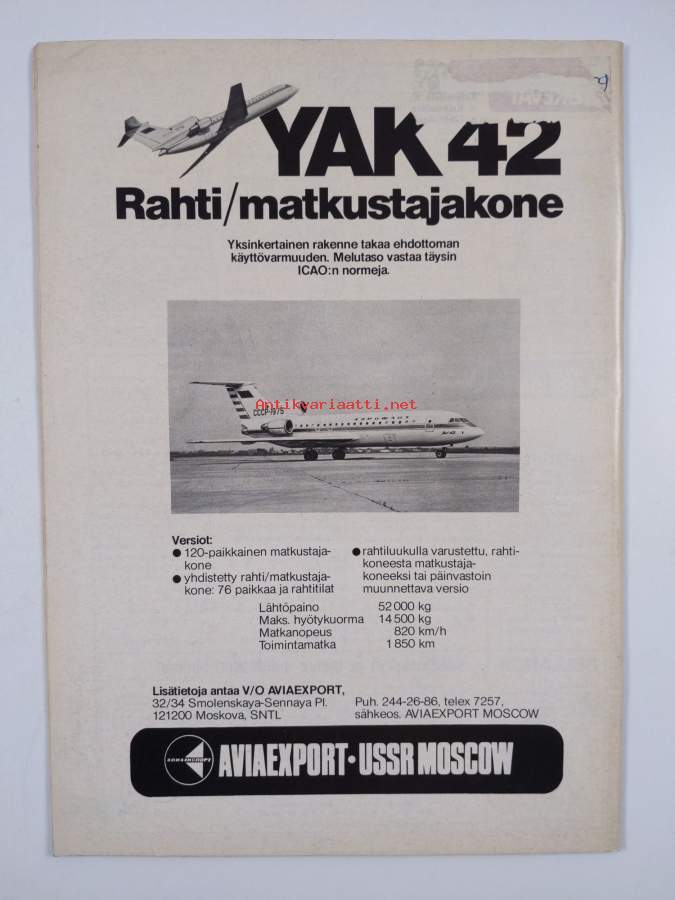 YAK 42
Rahti/matkustajakone
Yksinkertainen rakenne takaa ehdottoman
käyttövarmuuden. Melutaso vastaa täysin
ICAO:n normeja.
CCCP-1975
Antikvariaatti.net
Versiot:
● 120-paikkainen matkustaja-
kone
● yhdistetty rahti/matkustaja-
kone: 76 paikkaa ja rahtitilat
● rahtiluukulla varustettu, rahti-
koneesta matkustaja-
koneeksi tai päinvastoin
muunnettava versio
Lähtöpaino 52 000 kg
Maks. hyötykuorma 14 500 kg
Matkanopeus 820 km/h
Toimintamatka 1 850 km
Lisätietoja antaa V/O AVIAEXPORT,
32/34 Smolenskaya-Sennaya Pl.
121200 Moskova, SNTL
Puh. 244-26-86, telex 7257,
sähkeos. AVIAEXPORT MOSCOW
АВИАЭКСПОРТ
AVIAEXPORT • USSR MOSCOW